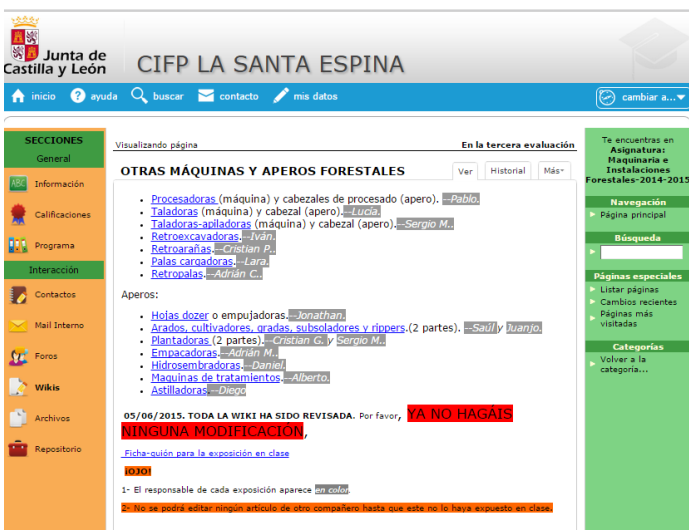 Junta de
Castilla y León
CIFP LA SANTA ESPINA
inicio
ayuda
buscar
contacto
mis datos
cambiar a...
SECCIONES
General
Información
Calificaciones
Programa
Interacción
Contactos
Mail Interno
Foros
Wikis
Archivos
Repositorio
Visualizando página
En la tercera evaluación
OTRAS MÁQUINAS Y APEROS FORESTALES
Ver
Historial
Más
Procesadoras (máquina) y cabezales de procesado (apero). --Pablo.
Taladoras (máquina) y cabezal (apero).--Lucía.
Taladoras-apiladoras (máquina) y cabezal (apero).--Sergio M..
Retroexcavadoras.--Iván.
Retroarañas.--Cristian P..
Palas cargadoras.--Lara.
Retropalas.--Adrián C..
Aperos:
Hojas dozer o empujadoras.--Jonathan.
Arados, cultivadores, gradas, subsoladores y rippers.(2 partes). --Saúl y Juanjo.
Plantadoras (2 partes).--Cristian G. y Sergio M..
Empacadoras.--Adrián M..
Hidrosembradoras.--Daniel.
Maquinas de tratamientos.--Alberto.
Astilladoras.--Diego
05/06/2015. TODA LA WIKI HA SIDO REVISADA. Por favor, YA NO HAGÁIS
NINGUNA MODIFICACIÓN,
Ficha-guión para la exposición en clase
¡OJO!
1- El responsable de cada exposición aparece en color.
2- No se podrá editar ningún artículo de otro compañero hasta que este no lo haya expuesto en clase.
Te encuentras en
Asignatura:
Maquinaria e
Instalaciones
Forestales-2014-2015
Navegación
Página principal
Búsqueda
Páginas especiales
Listar páginas
Cambios recientes
Páginas más
visitadas
Categorías
Volver a la
categoría...